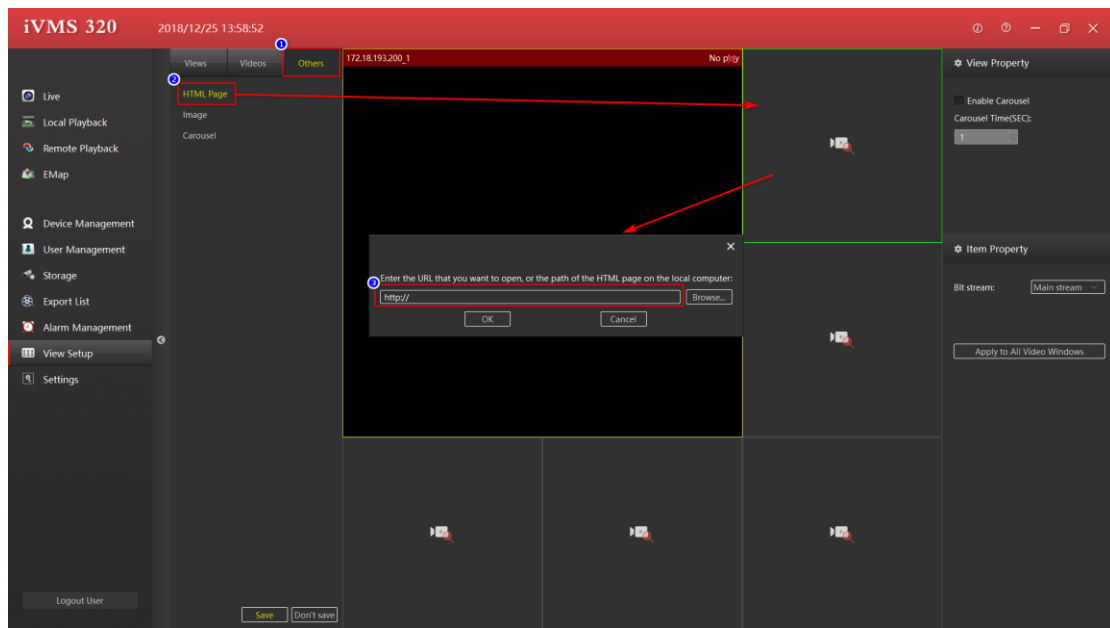 iVMS 320
2018/12/25 13:58:52
1
Views
Videos
Others
172.18.193.200_1
No play
View Property
2
HTML Page
Image
Carousel
Live
Local Playback
Remote Playback
EMap
Device Management
User Management
Storage
Export List
Alarm Management
View Setup
Settings
Enable Carousel
Carousel Time(SEC):
1
Enter the URL that you want to open, or the path of the HTML page on the local computer:
3
http://
Browse...
OK
Cancel
Item Property
Bit stream:
Main stream
Apply to All Video Windows
Logout User
Save
Don't save